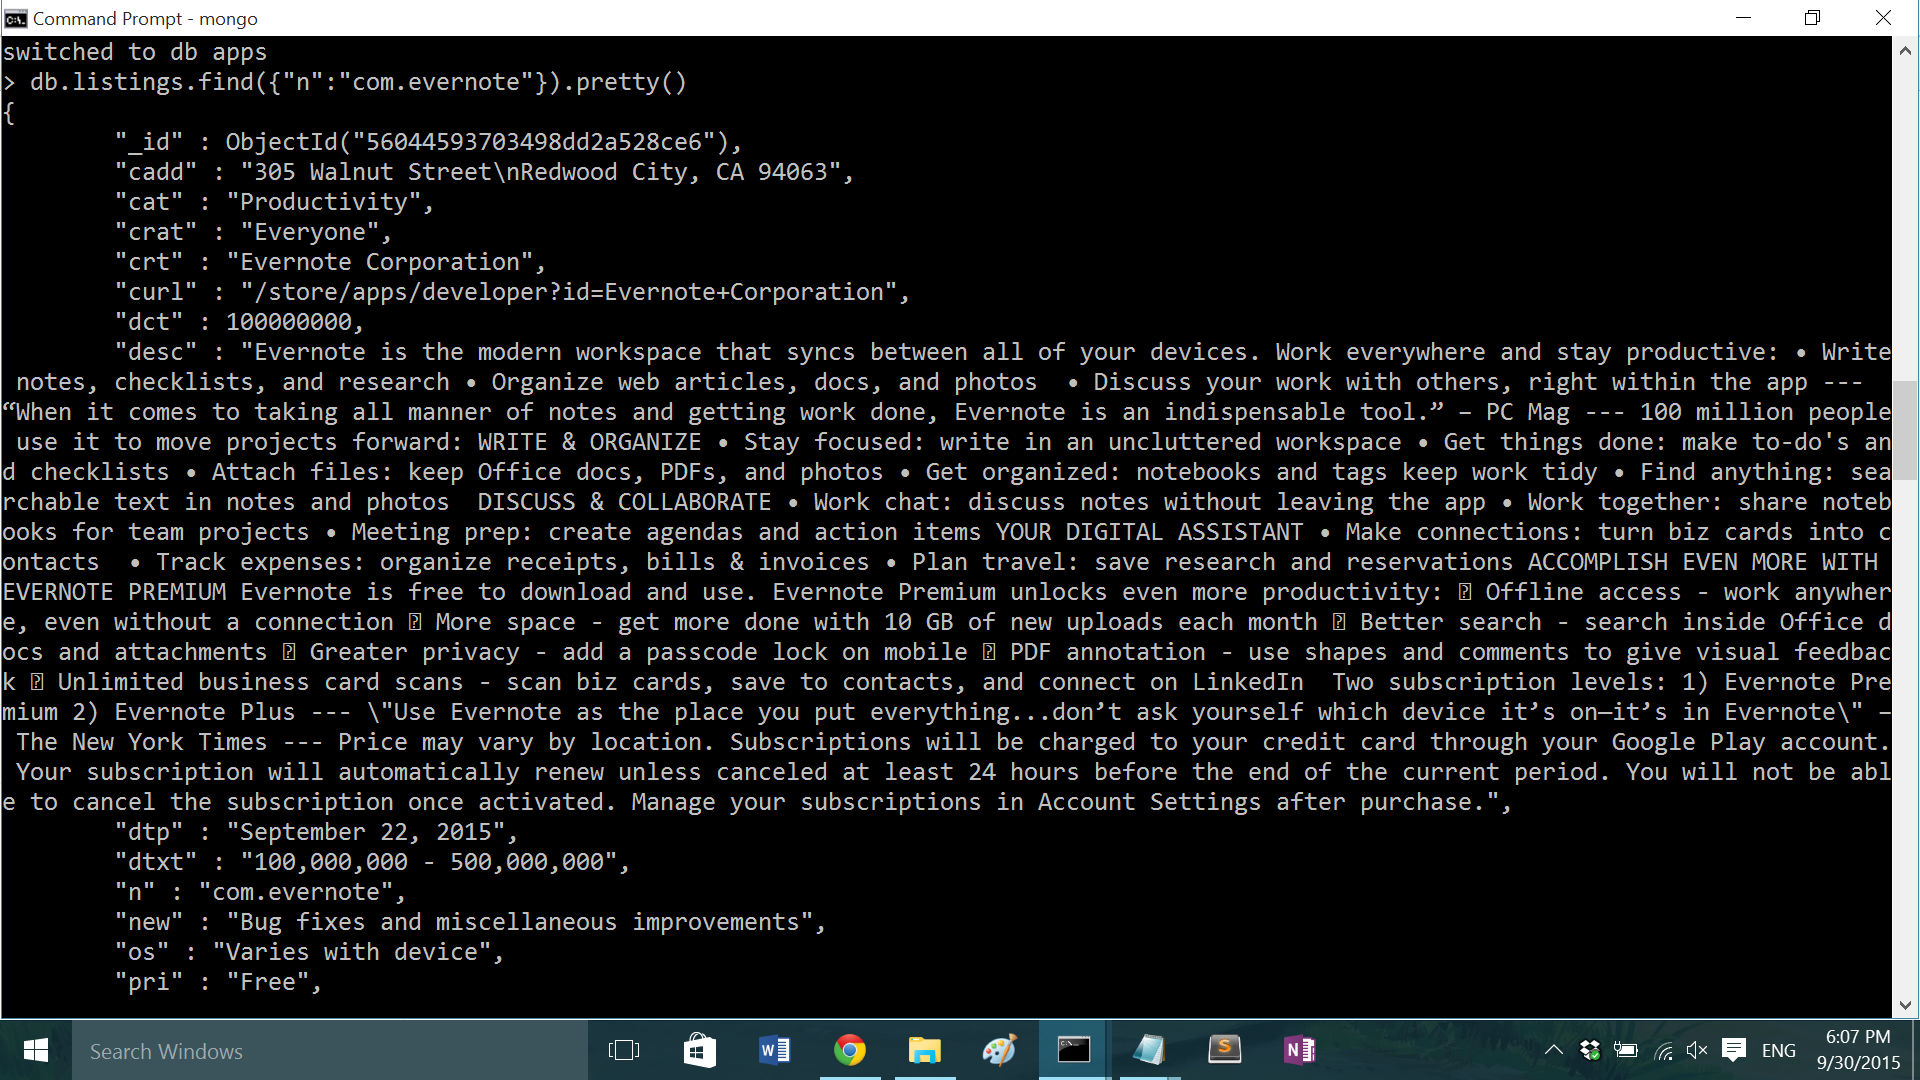 Command Prompt - mongo
switched to db apps
> db.listings.find({"n":"com.evernote"}).pretty()
{
"_id" : ObjectId("56044593703498dd2a528ce6"),
"cadd" : "305 Walnut Street\nRedwood City, CA 94063",
"cat" : "Productivity",
"crat" : "Everyone",
"crt" : "Evernote Corporation",
"curl" : "/store/apps/developer?id=Evernote+Corporation",
"dct" : 100000000,
"desc" : "Evernote is the modern workspace that syncs between all of your devices. Work everywhere and stay productive: • Write
notes, checklists, and research • Organize web articles, docs, and photos  • Discuss your work with others, right within the app ---
“When it comes to taking all manner of notes and getting work done, Evernote is an indispensable tool.” – PC Mag --- 100 million people
use it to move projects forward: WRITE & ORGANIZE • Stay focused: write in an uncluttered workspace • Get things done: make to-do's an
d checklists • Attach files: keep Office docs, PDFs, and photos • Get organized: notebooks and tags keep work tidy • Find anything: sea
rchable text in notes and photos  DISCUSS & COLLABORATE • Work chat: discuss notes without leaving the app • Work together: share noteb
ooks for team projects • Meeting prep: create agendas and action items YOUR DIGITAL ASSISTANT • Make connections: turn biz cards into c
ontacts  • Track expenses: organize receipts, bills & invoices • Plan travel: save research and reservations ACCOMPLISH EVEN MORE WITH
EVERNOTE PREMIUM Evernote is free to download and use. Evernote Premium unlocks even more productivity: ⍰ Offline access - work anywher
e, even without a connection ⍰ More space - get more done with 10 GB of new uploads each month ⍰ Better search - search inside Office d
ocs and attachments ⍰ Greater privacy - add a passcode lock on mobile ⍰ PDF annotation - use shapes and comments to give visual feedbac
k ⍰ Unlimited business card scans - scan biz cards, save to contacts, and connect on LinkedIn  Two subscription levels: 1) Evernote Pre
mium 2) Evernote Plus --- \"Use Evernote as the place you put everything...don’t ask yourself which device it’s on—it’s in Evernote\" –
The New York Times --- Price may vary by location. Subscriptions will be charged to your credit card through your Google Play account.
Your subscription will automatically renew unless canceled at least 24 hours before the end of the current period. You will not be abl
e to cancel the subscription once activated. Manage your subscriptions in Account Settings after purchase.",
"dtp" : "September 22, 2015",
"dtxt" : "100,000,000 - 500,000,000",
"n" : "com.evernote",
"new" : "Bug fixes and miscellaneous improvements",
"os" : "Varies with device",
"pri" : "Free",
Search Windows
ENG
6:07 PM
9/30/2015